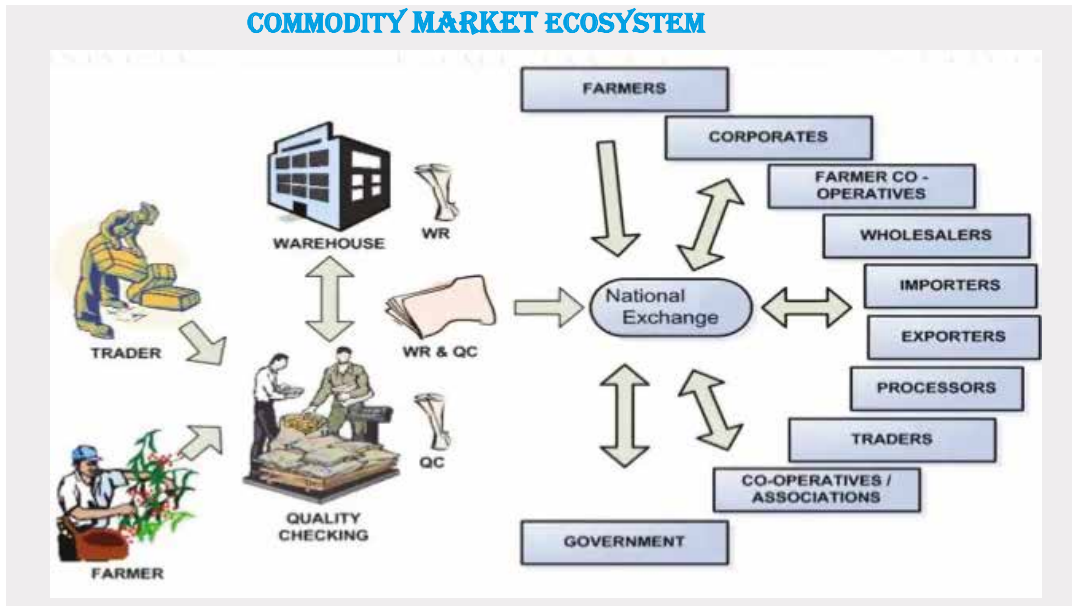 COMMODITY MARKET ECOSYSTEM
FARMERS
CORPORATES
FARMER CO -
OPERATIVES
WHOLESALERS
IMPORTERS
EXPORTERS
PROCESSORS
TRADERS
CO-OPERATIVES /
ASSOCIATIONS
GOVERNMENT
National
Exchange
WAREHOUSE
WR
TRADER
WR & QC
QC
QUALITY
CHECKING
FARMER